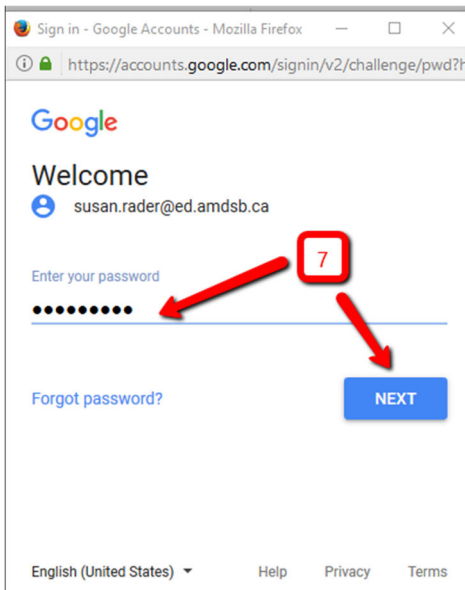 Sign in - Google Accounts - Mozilla Firefox
https://accounts.google.com/signin/v2/challenge/pwd?h
Google
Welcome
susan.rader@ed.amdsb.ca
7
Enter your password
•••••••••
Forgot password?
NEXT
English (United States)
Help Privacy Terms